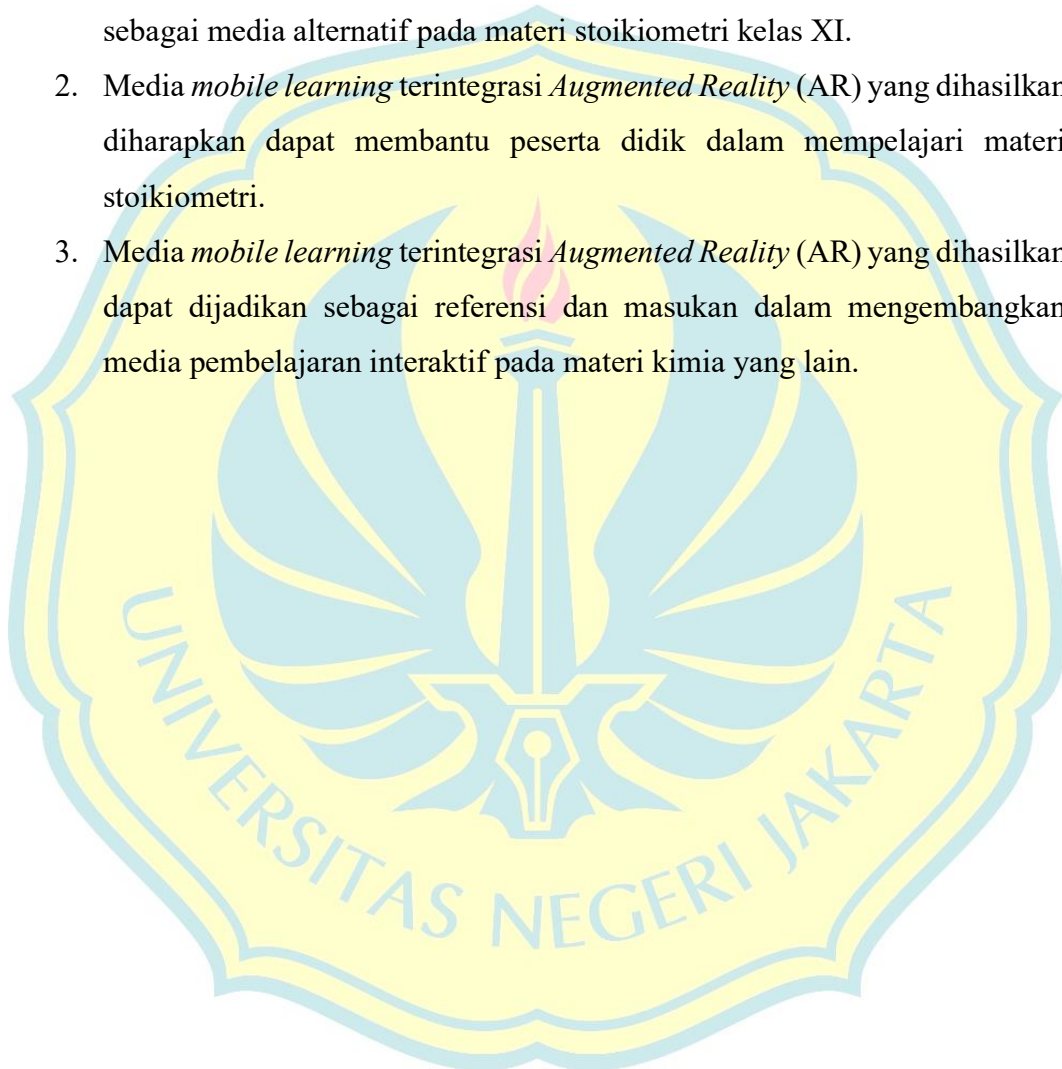 sebagai media alternatif pada materi stoikiometri kelas XI.
2. Media mobile learning terintegrasi Augmented Reality (AR) yang dihasilkan
diharapkan dapat membantu peserta didik dalam mempelajari materi
stoikiometri.
3. Media mobile learning terintegrasi Augmented Reality (AR) yang dihasilkan
dapat dijadikan sebagai referensi dan masukan dalam mengembangkan
media pembelajaran interaktif pada materi kimia yang lain.
UNIVERSITAS NEGERI JAKARTA